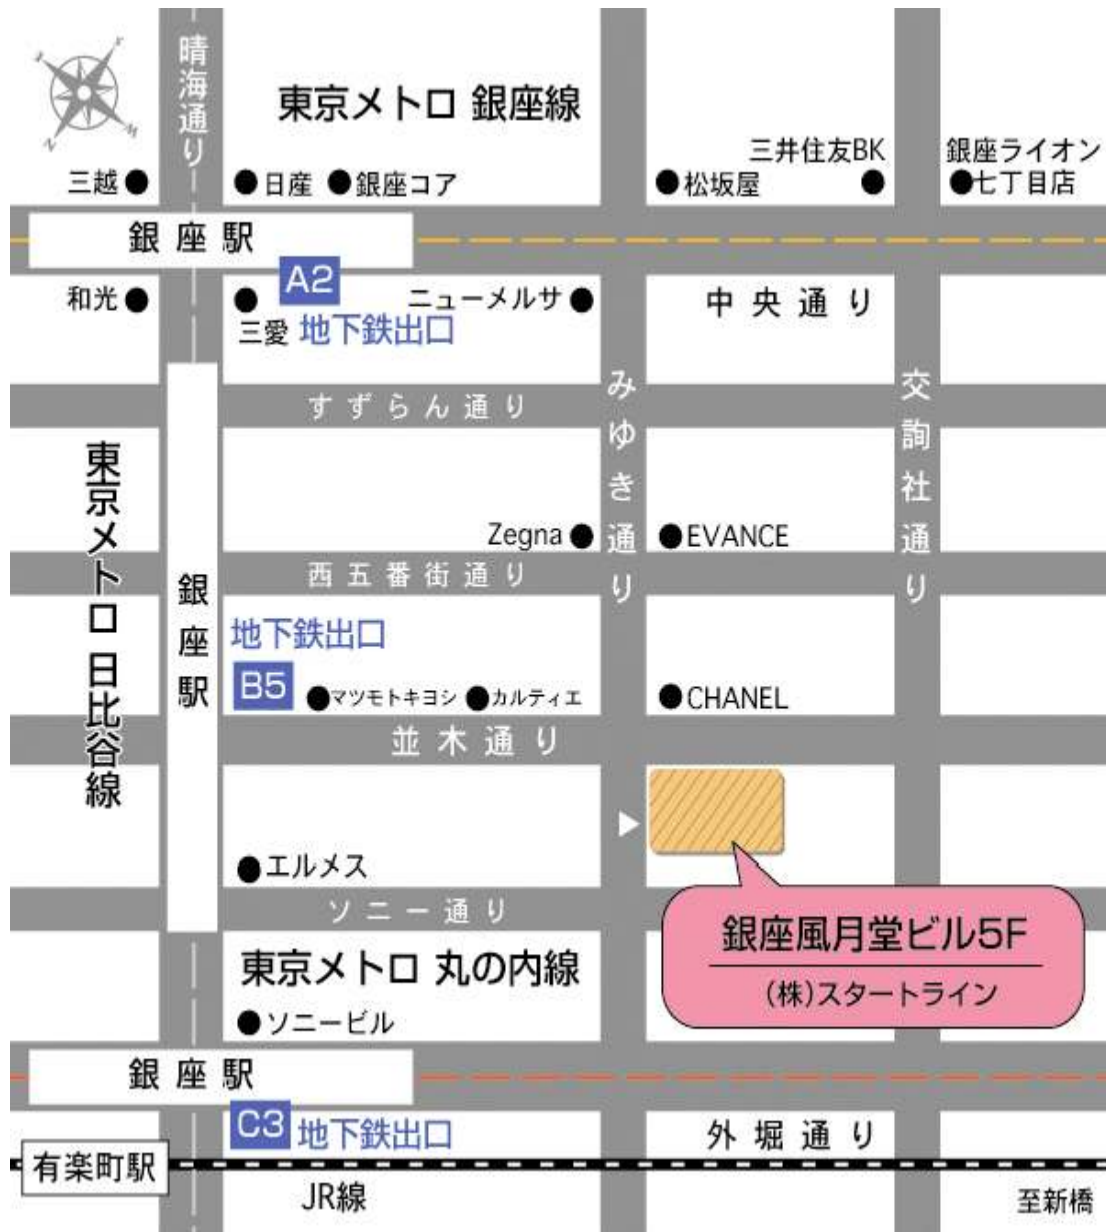 晴海通り
東京メトロ 銀座線
三越
日産
銀座コア
松坂屋
三井住友BK
銀座ライオン
七丁目店
銀座駅
和光
A2
三愛
地下鉄出口
ニューメルサ
中央通り
すずらん通り
みゆき通り
交詢社通り
東京メトロ 日比谷線
銀座駅
Zegna
EVANCE
西五番街通り
地下鉄出口
B5
マツモトキヨシ
カルティエ
CHANEL
並木通り
エルメス
ソニー通り
銀座風月堂ビル5F
(株)スタートライン
東京メトロ 丸の内線
ソニービル
銀座駅
C3
地下鉄出口
外堀通り
有楽町駅
JR線
至新橋